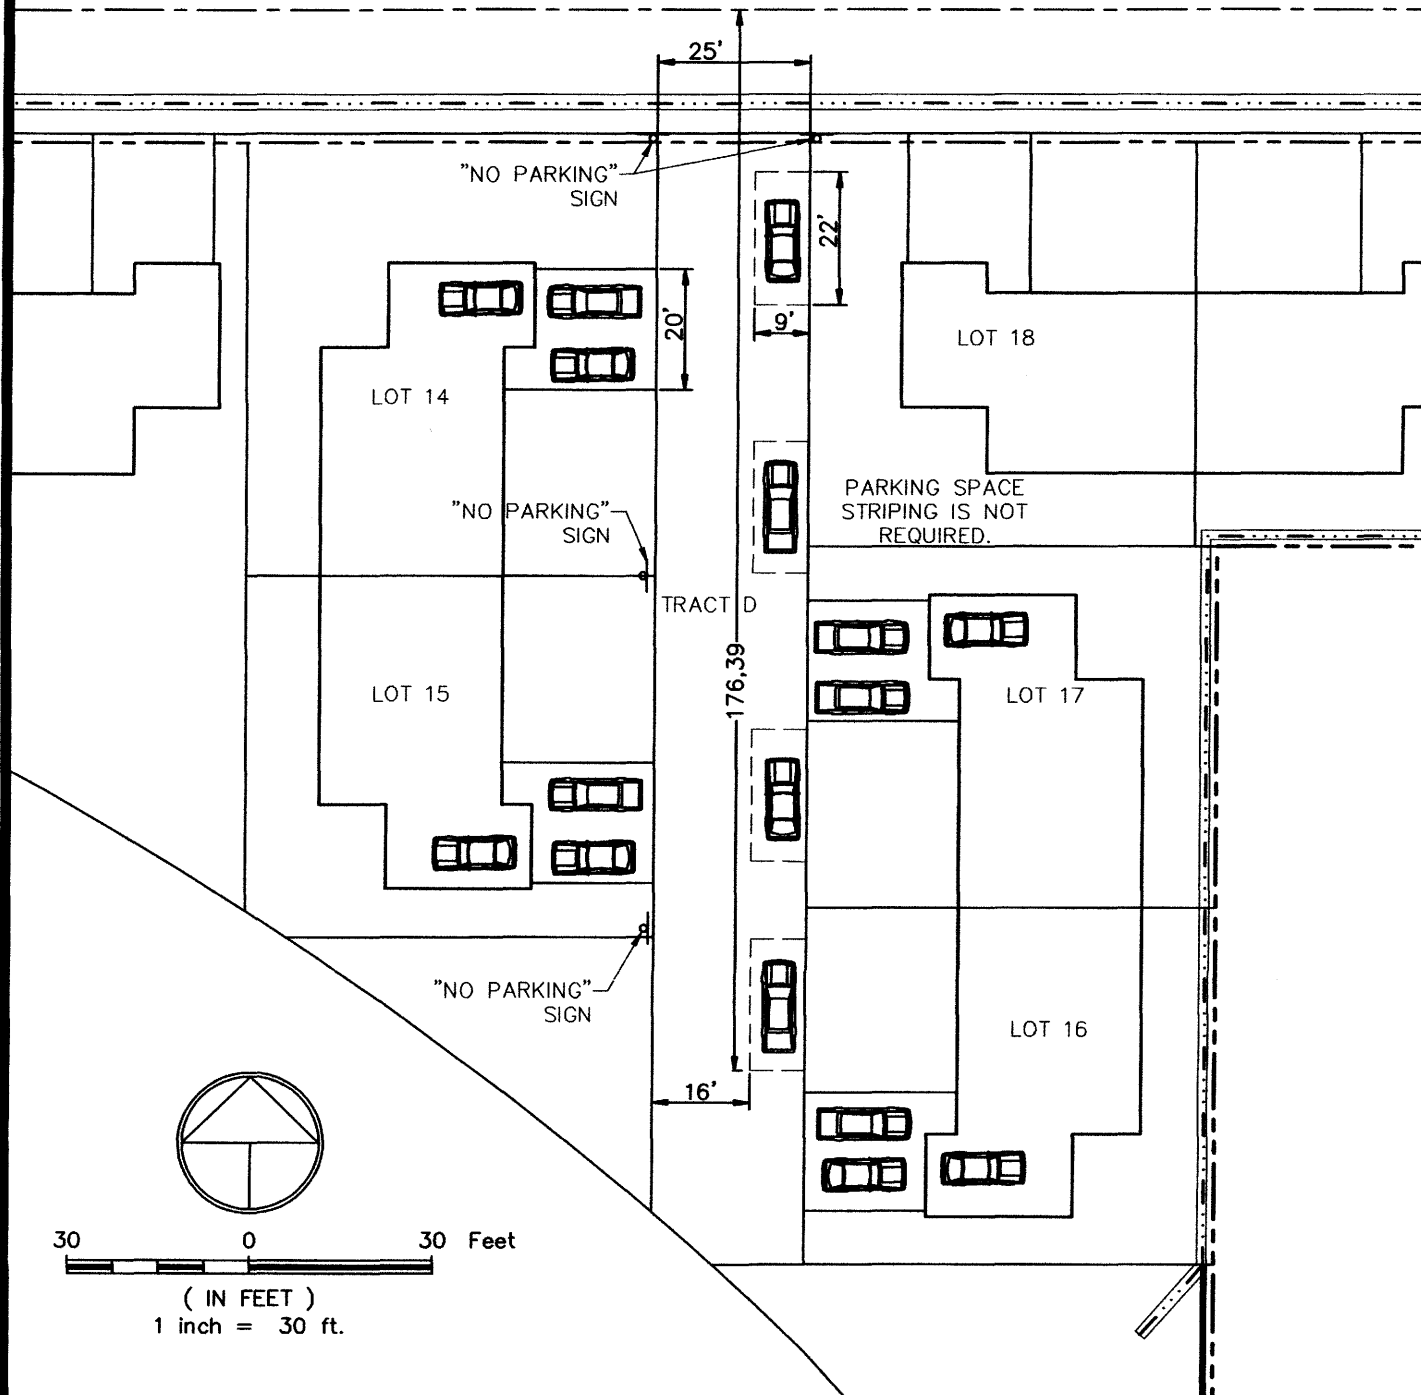 25'
"NO PARKING"
SIGN
22'
9'
20'
LOT 18
LOT 14
PARKING SPACE
STRIPING IS NOT
REQUIRED.
"NO PARKING"
SIGN
TRACT D
176,39
LOT 15
LOT 17
"NO PARKING"
SIGN
LOT 16
16'
30 0 30 Feet
( IN FEET )
1 inch = 30 ft.